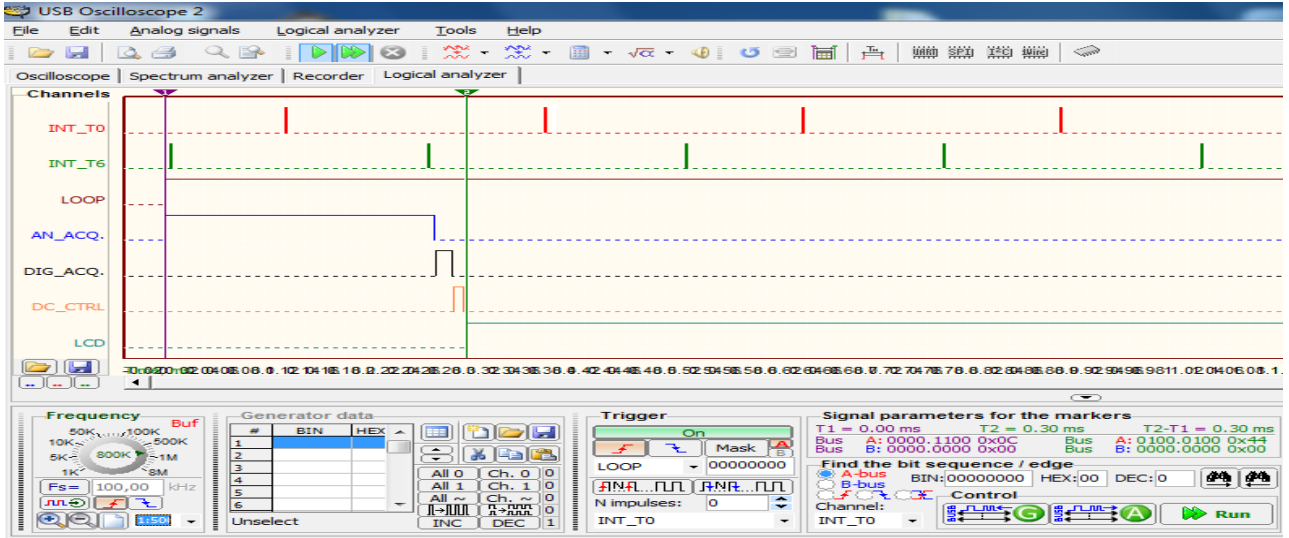 USB Oscilloscope 2
File Edit Analog signals Logical analyzer Tools Help
Oscilloscope Spectrum analyzer Recorder Logical analyzer
Channels 1 2
INT_T0
INT_T6
LOOP
AN_ACQ.
DIG_ACQ.
DC_CTRL
LCD
Frequency Buf
50K 100K
10K 500K
5K 800K 1M
1K 8M
Fs= 100,00 kHz
1:50
Generator data
# BIN HEX
1
2
3
4
5
6
Unselect
All 0 Ch. 0 0
All 1 Ch. 1 0
All ~ Ch. ~ 0
0
INC DEC 1
Trigger
On
Mask A B
LOOP 00000000
N impulses: 0
INT_T0
Signal parameters for the markers
T1 = 0.00 ms T2 = 0.30 ms T2-T1 = 0.30 ms
Bus A: 0000.1100 0x0C Bus A: 0100.0100 0x44
Bus B: 0000.0000 0x00 Bus B: 0000.0000 0x00
Find the bit sequence / edge
A-bus
B-bus
BIN: 00000000 HEX: 00 DEC: 0
Channel:
INT_T0
Control
BUS G BUS A Run